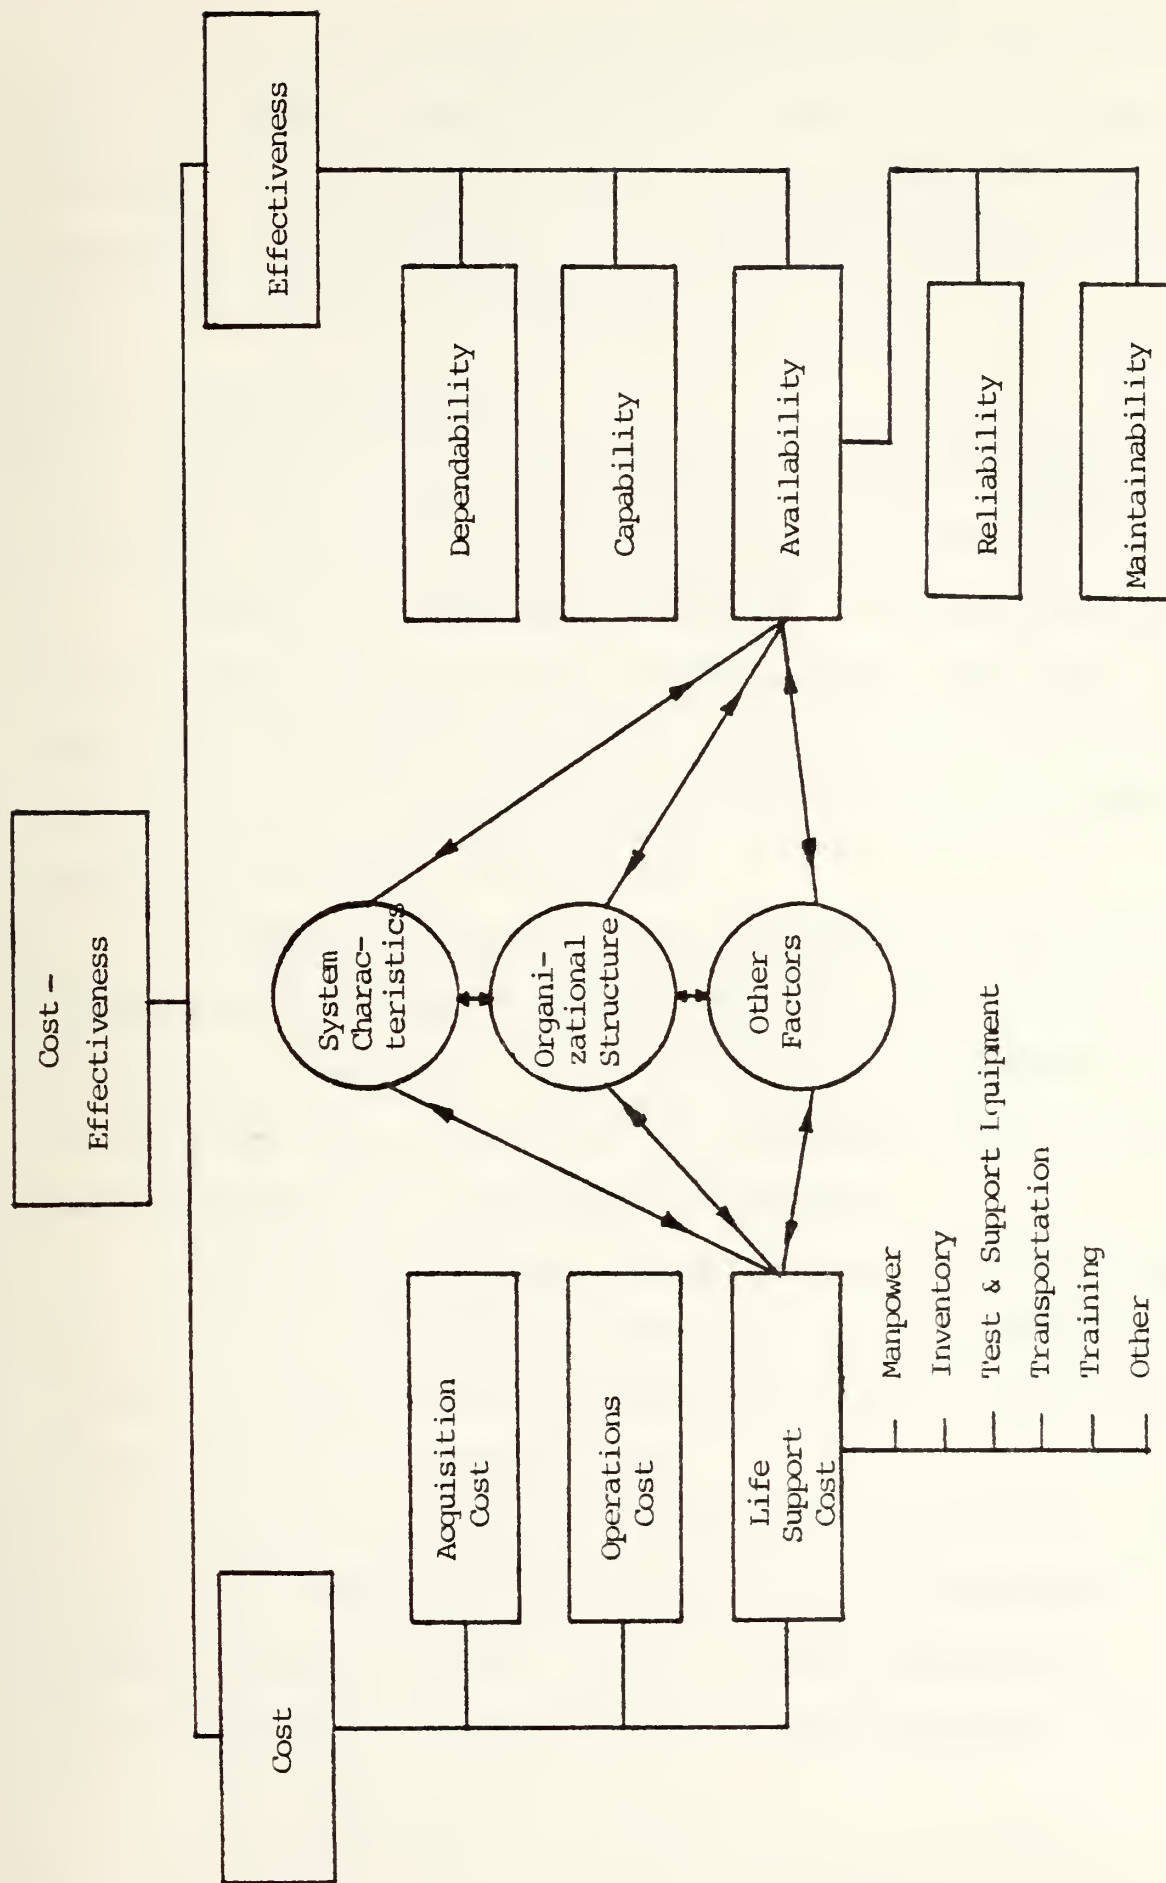 Cost -
Effectiveness
Cost
Effectiveness
Acquisition
Cost
Operations
Cost
Life
Support
Cost
Manpower
Inventory
Test & Support Equipment
Transportation
Training
Other
System
Charac-
teristics
Organi-
zational
Structure
Other
Factors
Dependability
Capability
Availability
Reliability
Maintainability